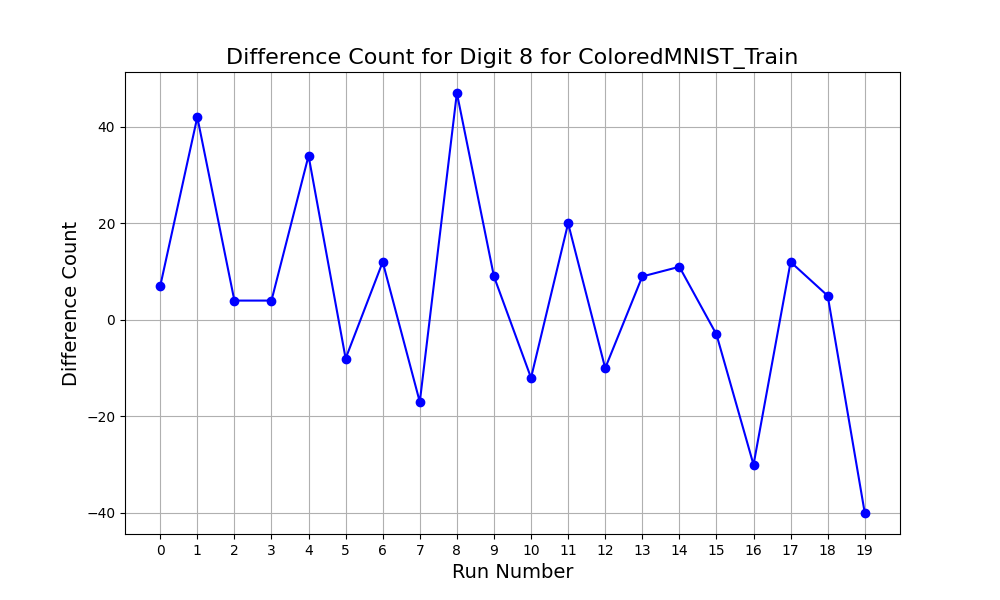 Difference Count for Digit 8 for ColoredMNIST_Train
Difference Count
40
20
0
−20
−40
0 1 2 3 4 5 6 7 8 9 10 11 12 13 14 15 16 17 18 19
Run Number